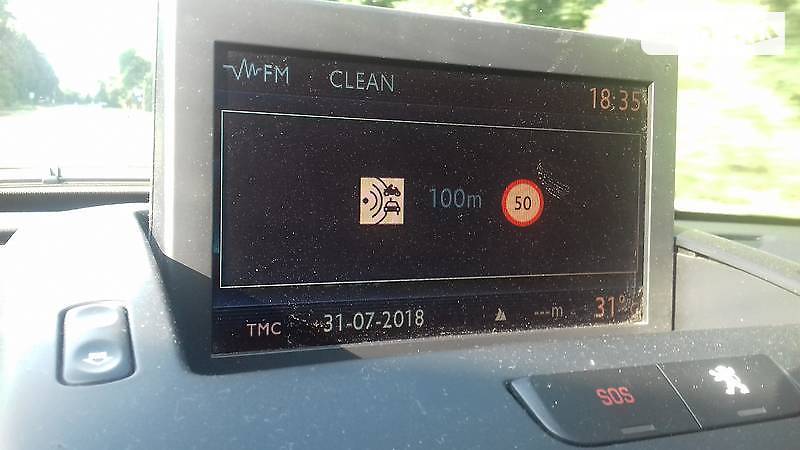 FM CLEAN 18:35
100m 50
TMC 31-07-2018 ---m 31°
SOS